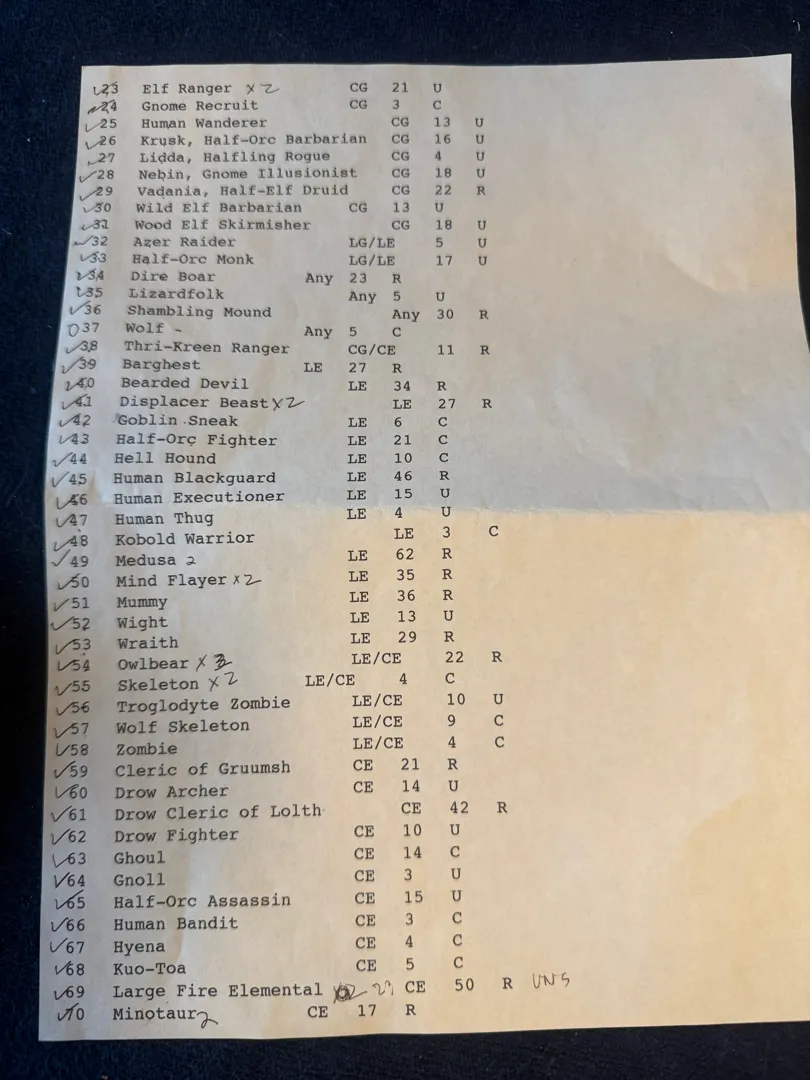 ✓23 Elf Ranger x2 CG 21 U
✓24 Gnome Recruit CG 3 C
✓25 Human Wanderer CG 13 U
✓26 Krusk, Half-Orc Barbarian CG 16 U
✓27 Lidda, Halfling Rogue CG 4 U
✓28 Nebin, Gnome Illusionist CG 18 U
✓29 Vadania, Half-Elf Druid CG 22 R
✓30 Wild Elf Barbarian CG 13 U
✓31 Wood Elf Skirmisher CG 18 U
✓32 Azer Raider LG/LE 5 U
✓33 Half-Orc Monk LG/LE 17 U
✓34 Dire Boar Any 23 R
✓35 Lizardfolk Any 5 U
✓36 Shambling Mound Any 30 R
O37 Wolf - Any 5 C
✓38 Thri-Kreen Ranger CG/CE 11 R
✓39 Barghest LE 27 R
✓40 Bearded Devil LE 34 R
✓41 Displacer Beast x2 LE 27 R
✓42 Goblin Sneak LE 6 C
✓43 Half-Orc Fighter LE 21 C
✓44 Hell Hound LE 10 C
✓45 Human Blackguard LE 46 R
✓46 Human Executioner LE 15 U
✓47 Human Thug LE 4 U
✓48 Kobold Warrior LE 3 C
✓49 Medusa 2 LE 62 R
✓50 Mind Flayer x2 LE 35 R
✓51 Mummy LE 36 R
✓52 Wight LE 13 U
✓53 Wraith LE 29 R
✓54 Owlbear x LE/CE 22 R
✓55 Skeleton x2 LE/CE 4 C
✓56 Troglodyte Zombie LE/CE 10 U
✓57 Wolf Skeleton LE/CE 9 C
✓58 Zombie LE/CE 4 C
✓59 Cleric of Gruumsh CE 21 R
✓60 Drow Archer CE 14 U
✓61 Drow Cleric of Lolth CE 42 R
✓62 Drow Fighter CE 10 U
✓63 Ghoul CE 14 C
✓64 Gnoll CE 3 U
✓65 Half-Orc Assassin CE 15 U
✓66 Human Bandit CE 3 C
✓67 Hyena CE 4 C
✓68 Kuo-Toa CE 5 C
✓69 Large Fire Elemental CE 50 R UNS
✓70 Minotaur 2 CE 17 R